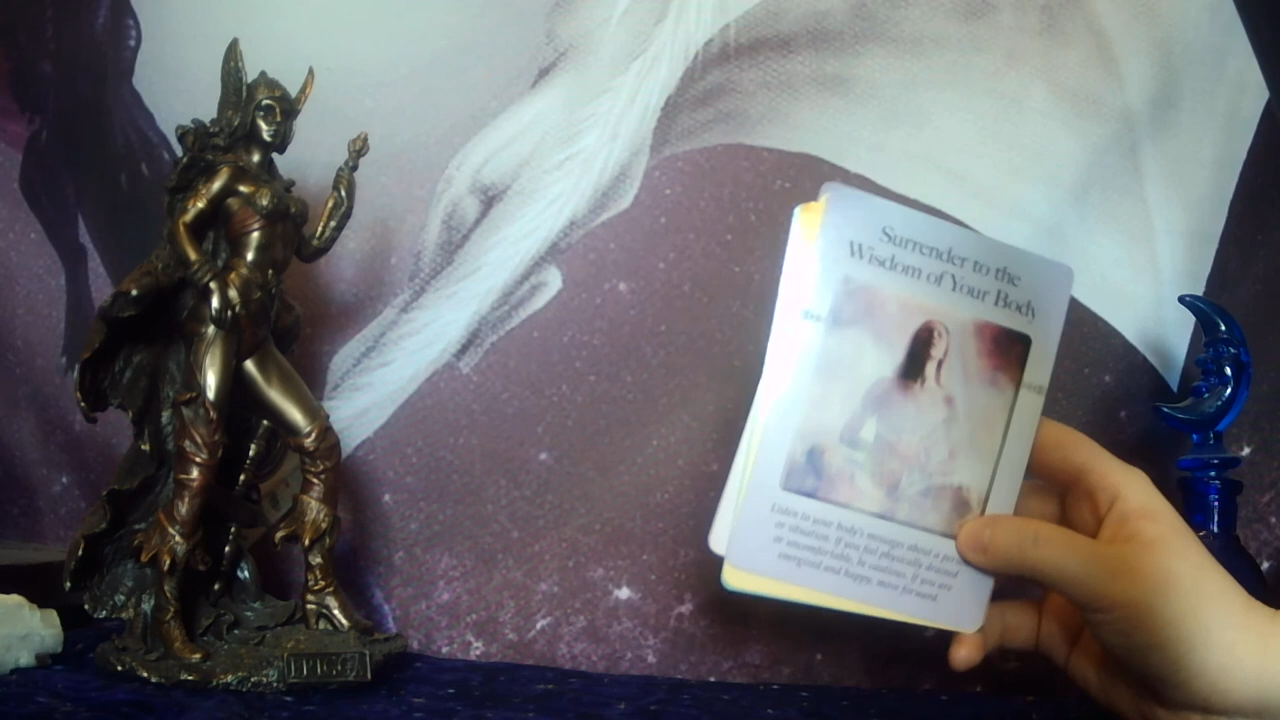 FRIGGA
Surrender to the
Wisdom of Your Body
Listen to your body's messages about a
or situation. If you feel physically drained
or uncomfortable, be cautious. If you are
energized and happy, move forward.